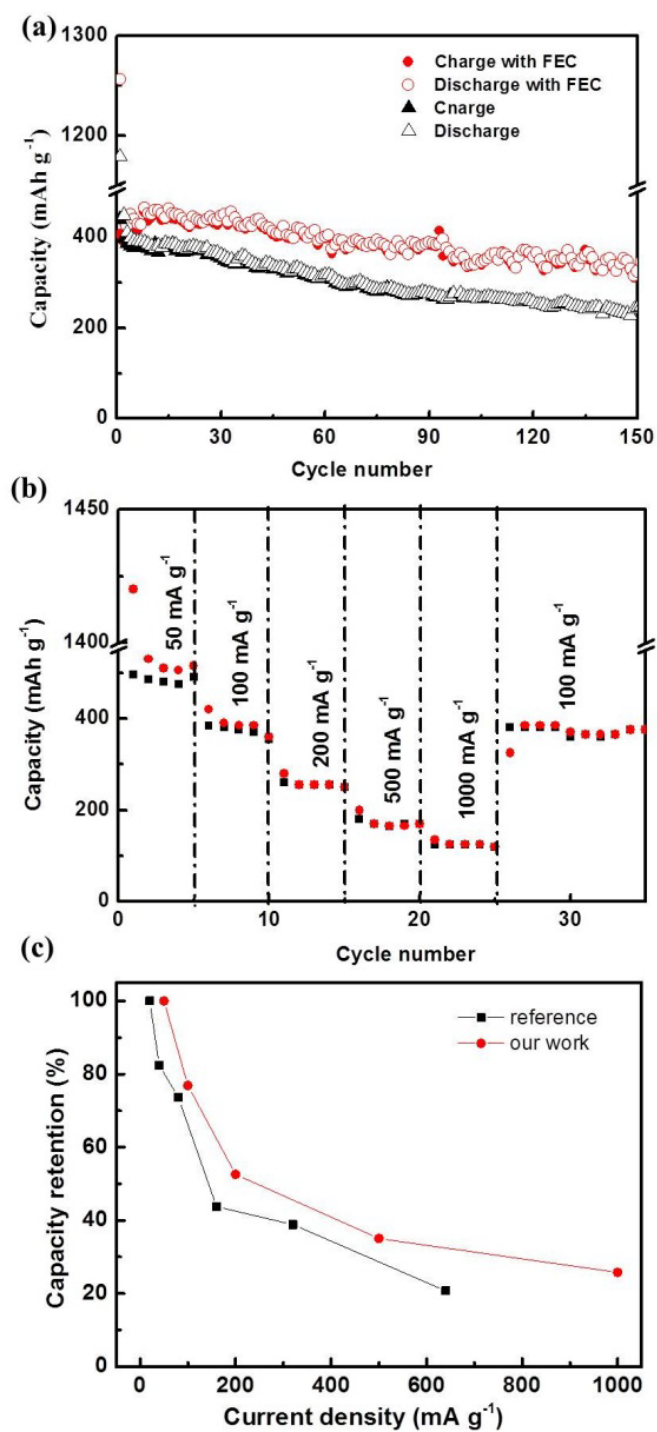 (a)
1300
1200
400
200
0
Capacity (mAh g⁻¹)
Charge with FEC
Discharge with FEC
Cnarge
Discharge
0 30 60 90 120 150
Cycle number
(b)
1450
1400
400
200
0
Capacity (mAh g⁻¹)
50 mA g⁻¹
100 mA g⁻¹
200 mA g⁻¹
500 mA g⁻¹
1000 mA g⁻¹
100 mA g⁻¹
0 10 20 30
Cycle number
(c)
100
80
60
40
20
0
Capacity retention (%)
reference
our work
0 200 400 600 800 1000
Current density (mA g⁻¹)